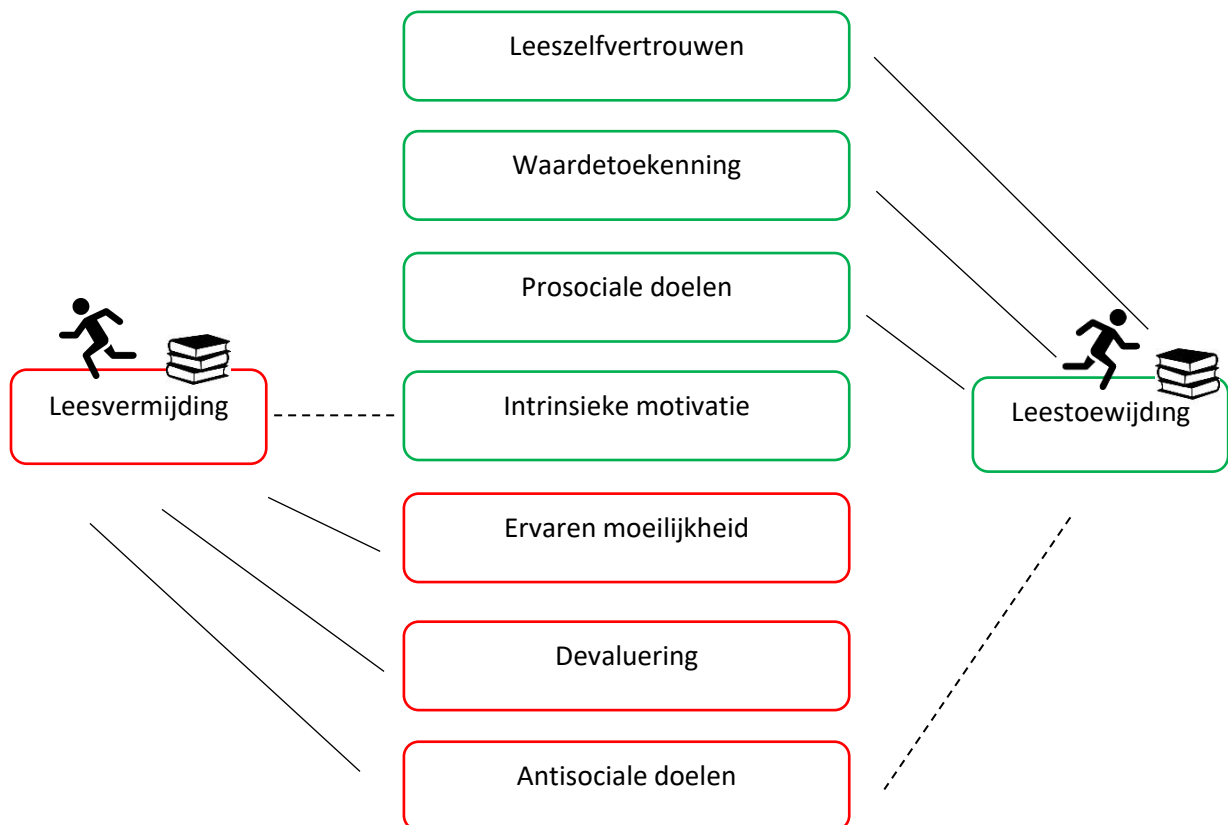 Leeszelfvertrouwen
Waardetoekenning
Prosociale doelen
Leesvermijding
Intrinsieke motivatie
Leestoewijding
Ervaren moeilijkheid
Devaluering
Antisociale doelen